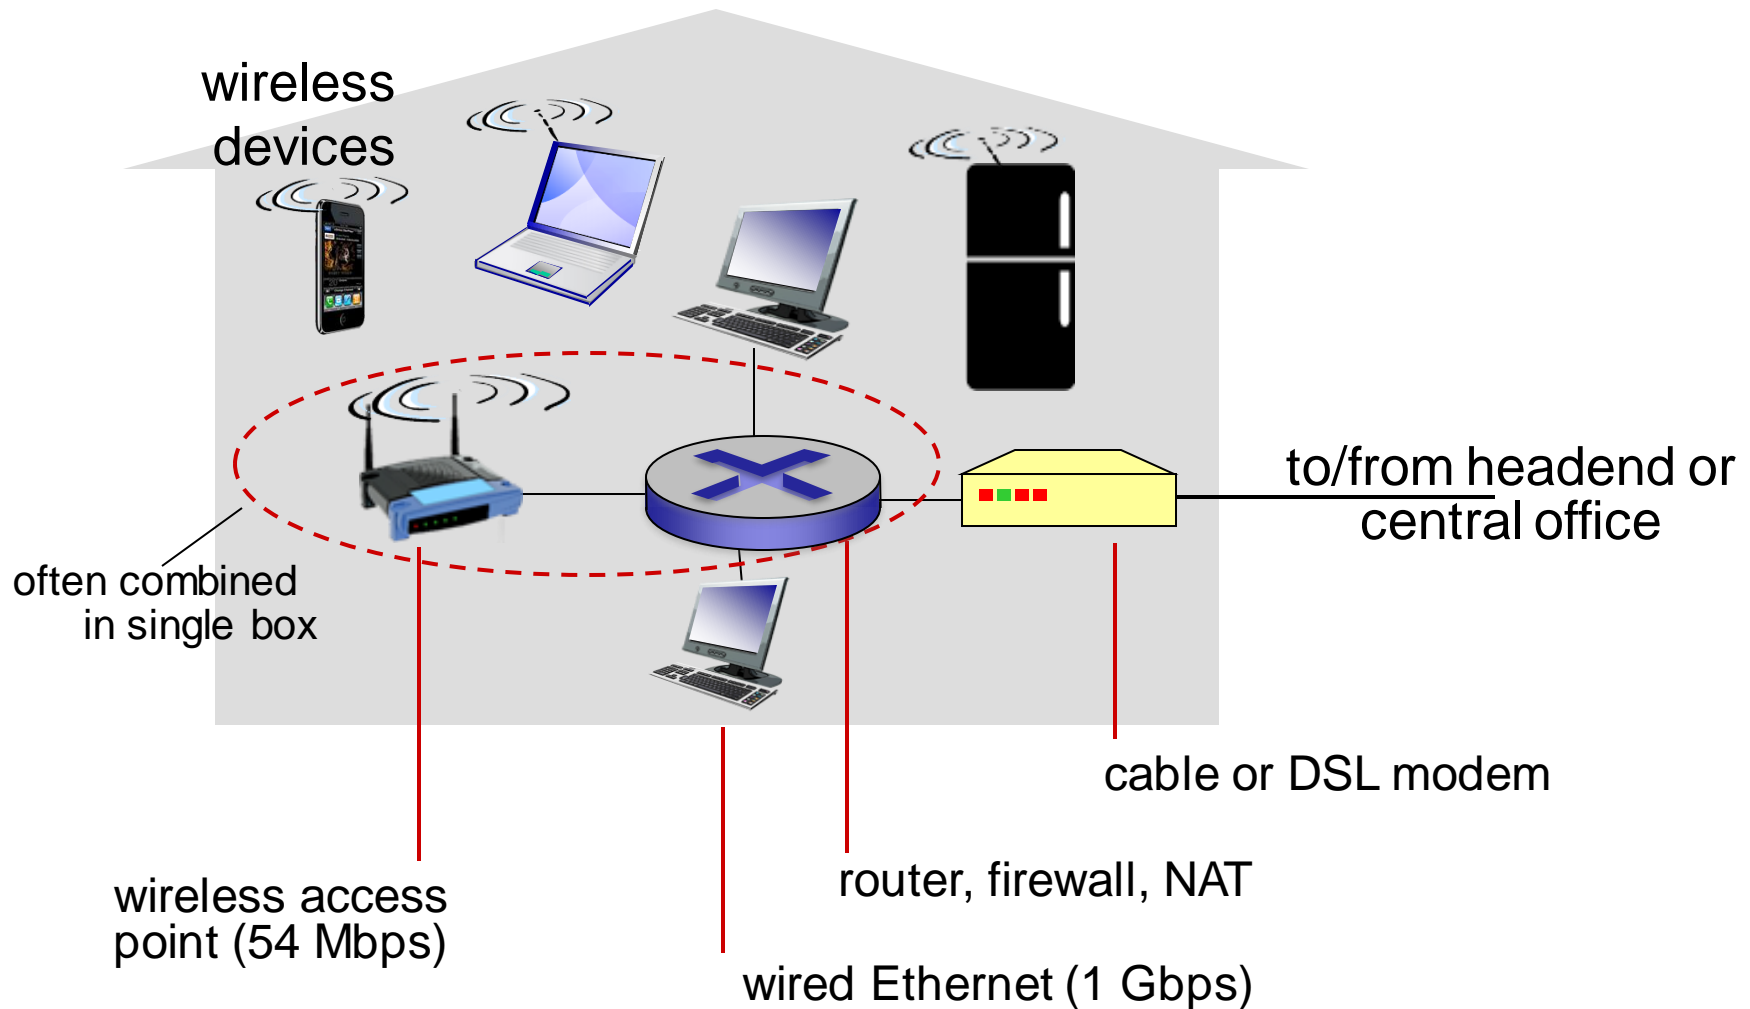 wireless
devices
to/from headend or
central office
often combined
in single box
cable or DSL modem
router, firewall, NAT
wireless access
point (54 Mbps)
wired Ethernet (1 Gbps)